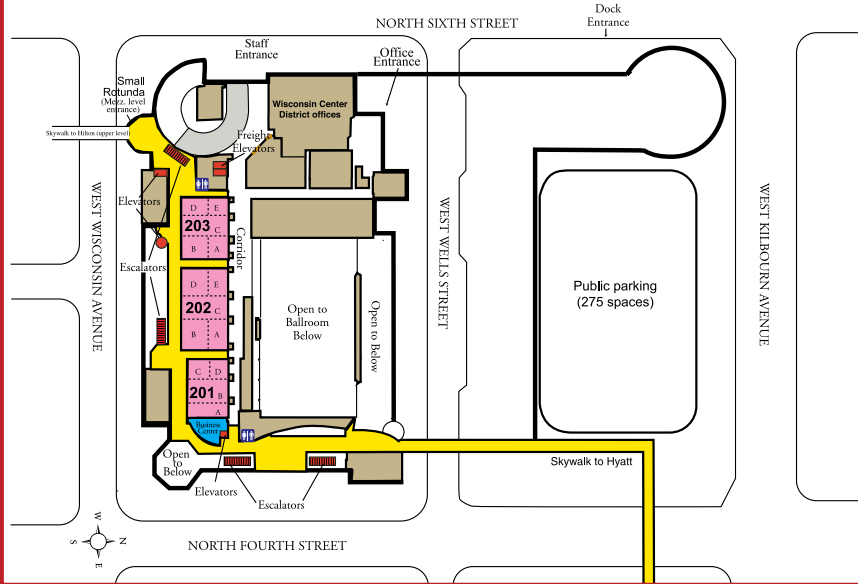 Dock
Entrance
NORTH SIXTH STREET
Staff
Entrance
Office
Entrance
Small
Rotunda
(Mezz. level
entrance)
Wisconsin Center
District offices
Skywalk to Hilton (upper level)
Freight
Elevators
Elevators
D E
203 C
B A
Corridor
Escalators
D E
202 C
B A
Open to
Ballroom
Below
Open to Below
C D
201 B
A
Business
Center
Open
to
Below
Elevators
Escalators
WEST WISCONSIN AVENUE
WEST WELLS STREET
Public parking
(275 spaces)
WEST KILBOURN AVENUE
Skywalk to Hyatt
NORTH FOURTH STREET
W
S N
E